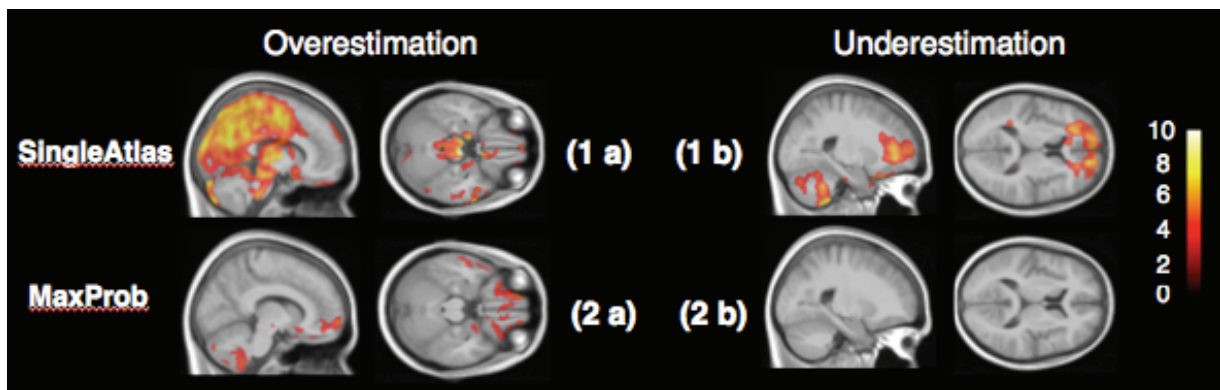 Overestimation
Underestimation
SingleAtlas
(1 a)
(1 b)
MaxProb
(2 a)
(2 b)
10
8
6
4
2
0